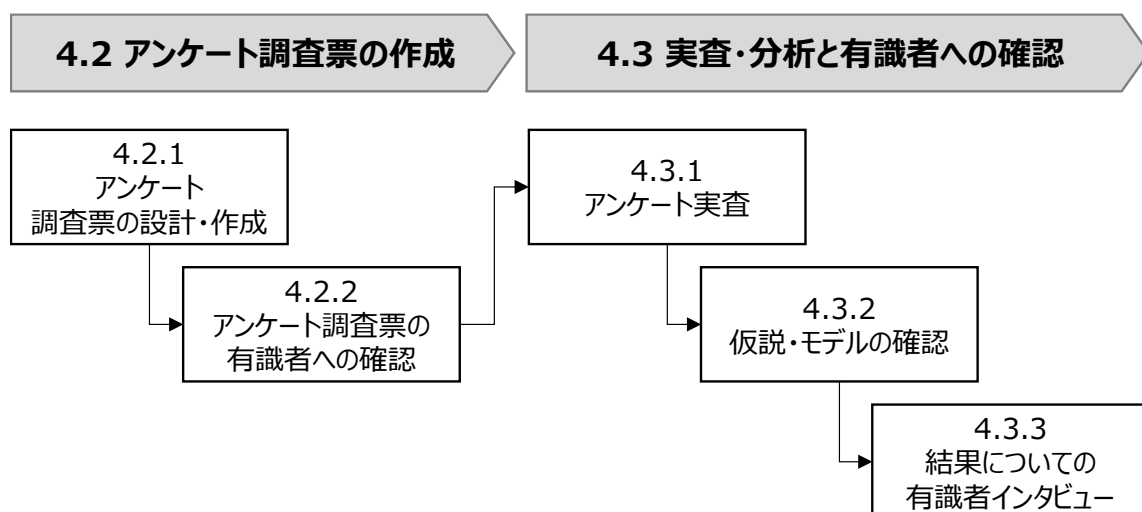 4.2 アンケート調査票の作成
4.3 実査・分析と有識者への確認
4.2.1
アンケート
調査票の設計・作成
4.2.2
アンケート調査票の
有識者への確認
4.3.1
アンケート実査
4.3.2
仮説・モデルの確認
4.3.3
結果についての
有識者インタビュー